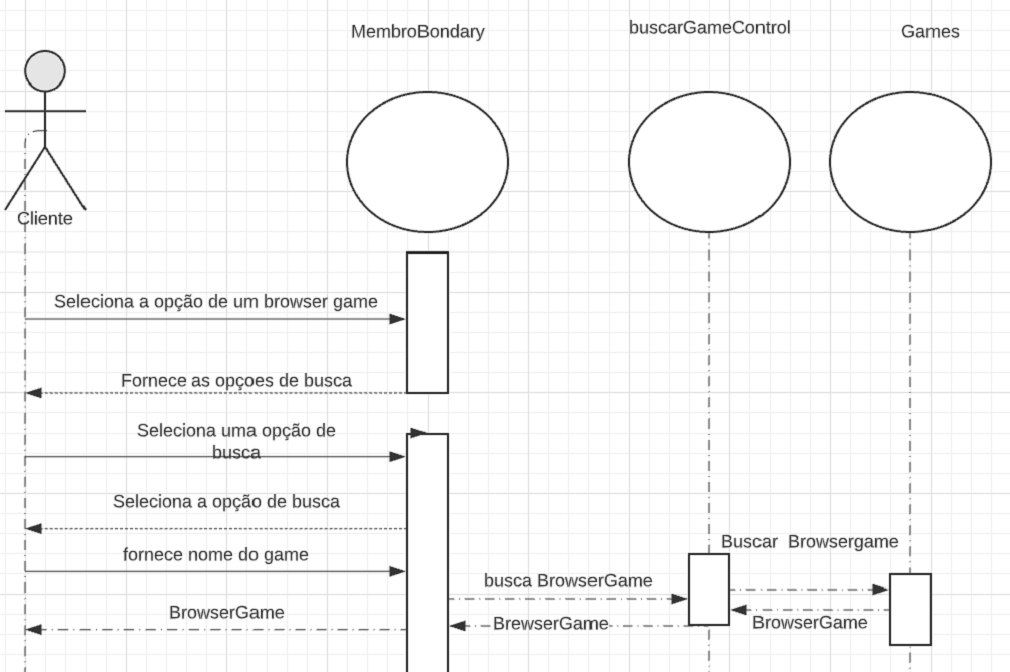 MembroBondary
buscarGameControl
Games
Cliente
Seleciona a opção de um browser game
Fornece as opçoes de busca
Seleciona uma opção de
busca
Seleciona a opção de busca
Buscar Browsergame
fornece nome do game
busca BrowserGame
BrowserGame
BrewserGame
BrowserGame